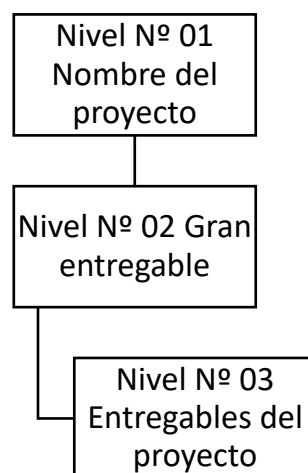 Nivel Nº 01
Nombre del
proyecto
Nivel Nº 02 Gran
entregable
Nivel Nº 03
Entregables del
proyecto